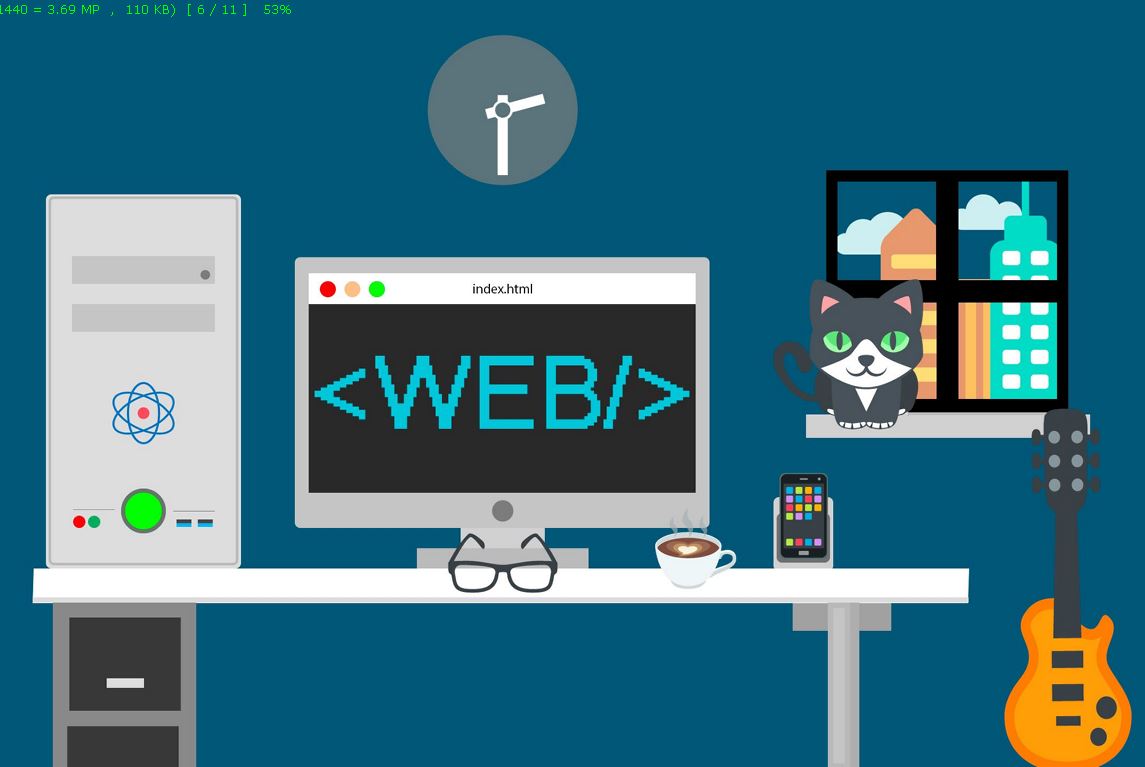 1440 = 3.69 MP , 110 KB) [ 6 / 11 ] 53%
index.html
<WEB/>